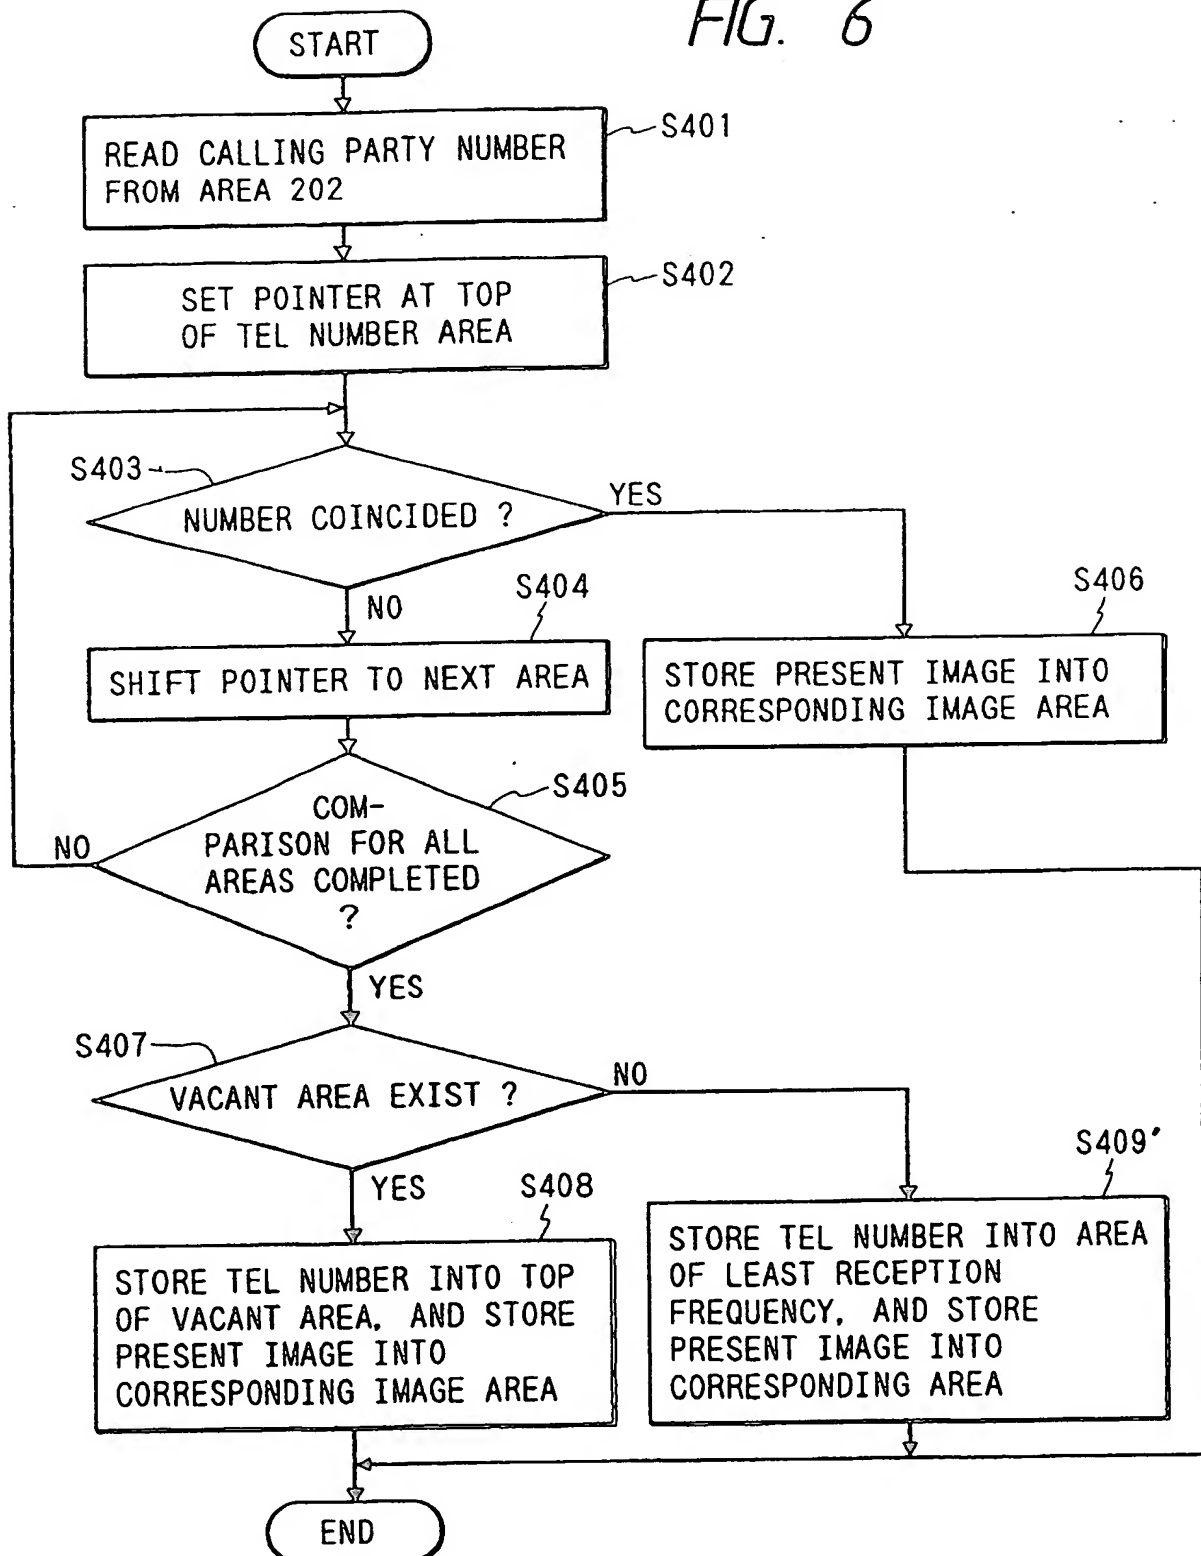 FIG. 6
START
S401
READ CALLING PARTY NUMBER
FROM AREA 202
S402
SET POINTER AT TOP
OF TEL NUMBER AREA
S403
NUMBER COINCIDED ?
YES
NO
S404
SHIFT POINTER TO NEXT AREA
S406
STORE PRESENT IMAGE INTO
CORRESPONDING IMAGE AREA
S405
COM-
PARISON FOR ALL
AREAS COMPLETED
?
NO
YES
S407
VACANT AREA EXIST ?
NO
YES
S408
STORE TEL NUMBER INTO TOP
OF VACANT AREA, AND STORE
PRESENT IMAGE INTO
CORRESPONDING IMAGE AREA
S409'
STORE TEL NUMBER INTO AREA
OF LEAST RECEPTION
FREQUENCY, AND STORE
PRESENT IMAGE INTO
CORRESPONDING AREA
END